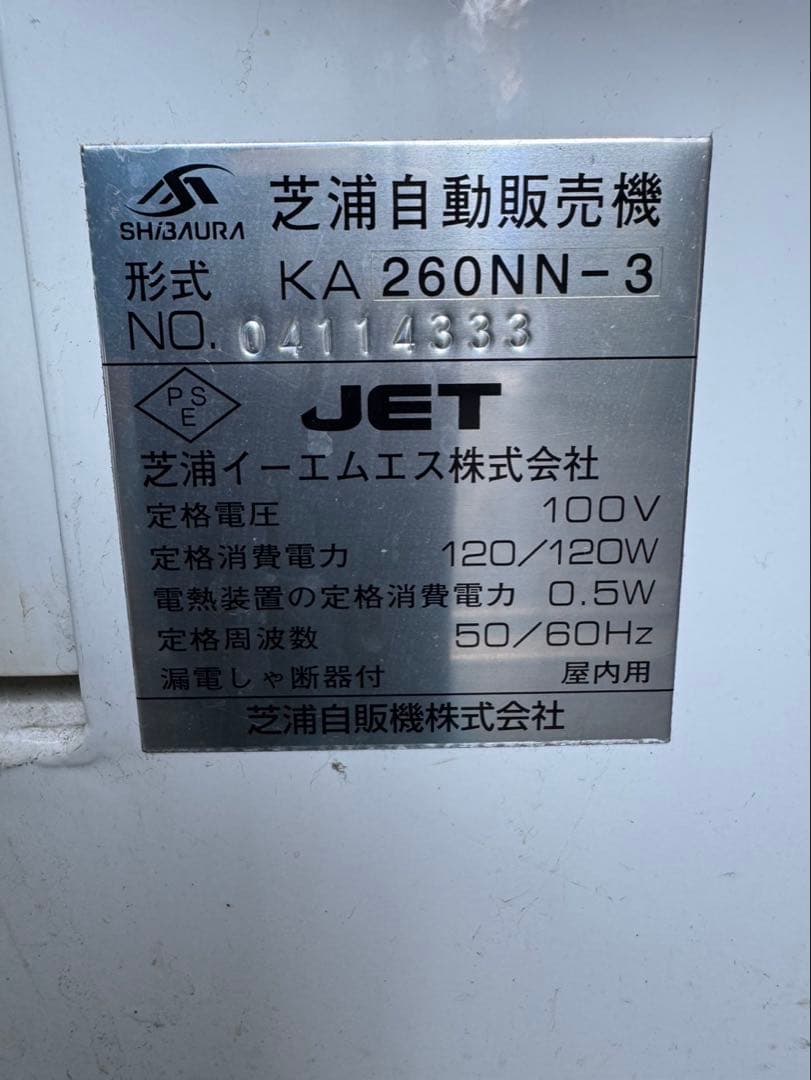 SHIBAURA 芝浦自動販売機
形式 KA 260NN-3
NO. 04114333
PSE JET
芝浦イーエムエス株式会社
定格電圧 100V
定格消費電力 120/120W
電熱装置の定格消費電力 0.5W
定格周波数 50/60Hz
漏電しゃ断器付 屋内用
芝浦自販機株式会社